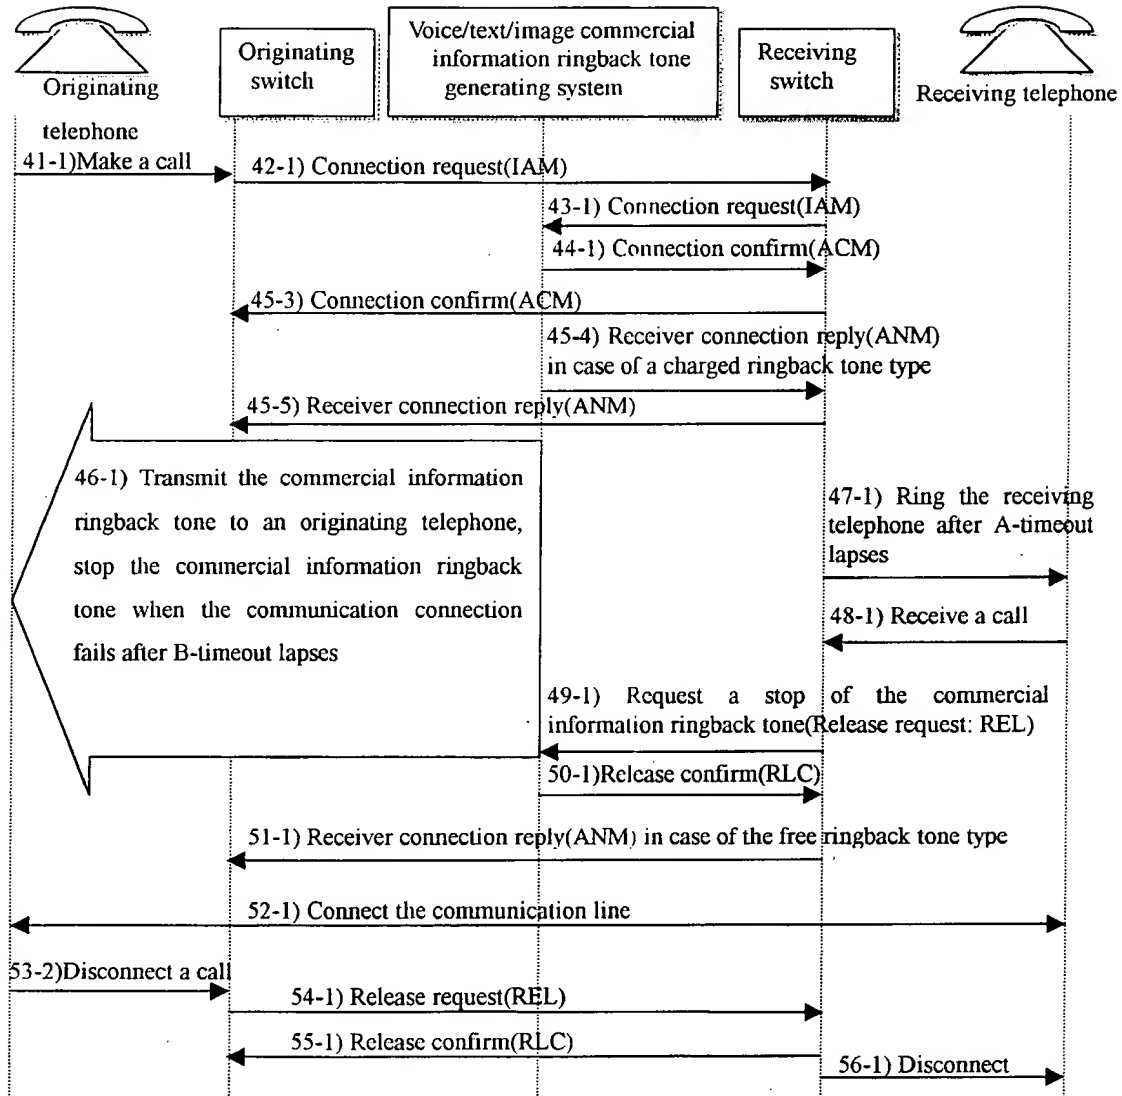 Originating
telephone
Originating
switch
Voice/text/image commercial
information ringback tone
generating system
Receiving
switch
Receiving telephone
41-1)Make a call
42-1) Connection request(IAM)
43-1) Connection request(IAM)
44-1) Connection confirm(ACM)
45-3) Connection confirm(ACM)
45-4) Receiver connection reply(ANM)
in case of a charged ringback tone type
45-5) Receiver connection reply(ANM)
46-1) Transmit the commercial information
ringback tone to an originating telephone,
stop the commercial information ringback
tone when the communication connection
fails after B-timeout lapses
47-1) Ring the receiving
telephone after A-timeout
lapses
48-1) Receive a call
49-1) Request a stop of the commercial
information ringback tone(Release request: REL)
50-1)Release confirm(RLC)
51-1) Receiver connection reply(ANM) in case of the free ringback tone type
52-1) Connect the communication line
53-2)Disconnect a call
54-1) Release request(REL)
55-1) Release confirm(RLC)
56-1) Disconnect